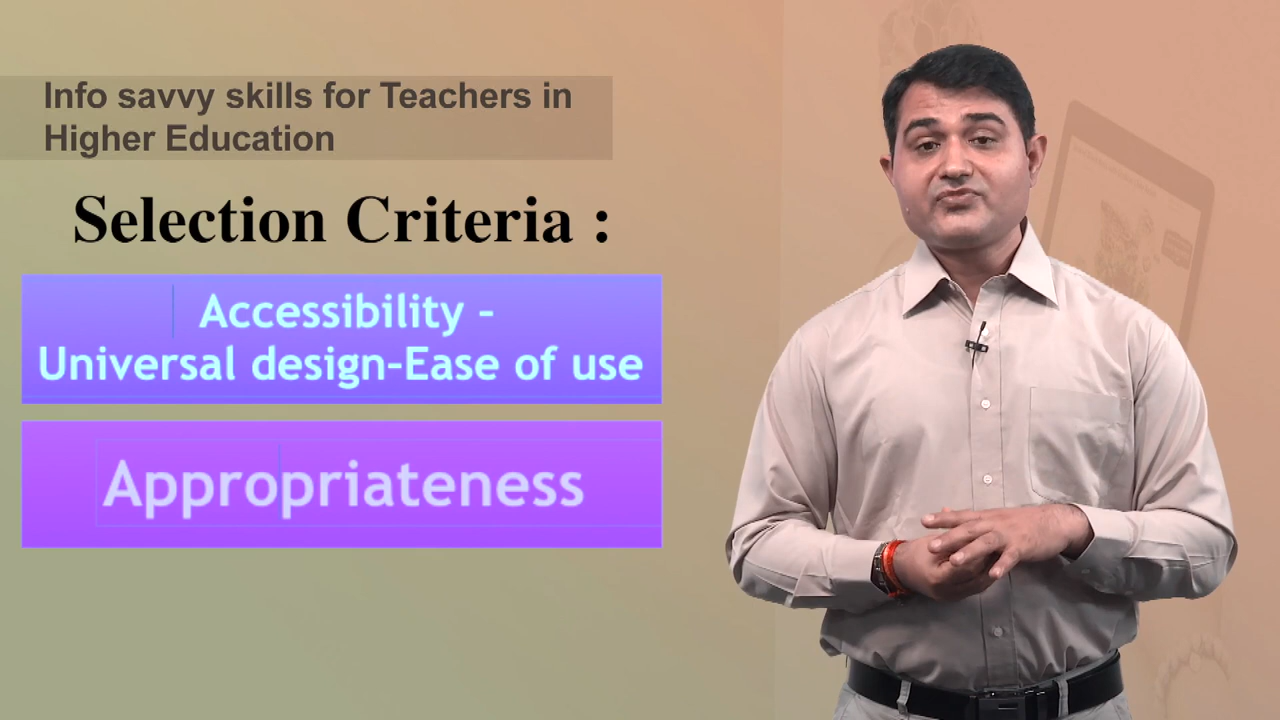 Info savvy skills for Teachers in
Higher Education
Selection Criteria :
Accessibility –
Universal design-Ease of use
Appropriateness